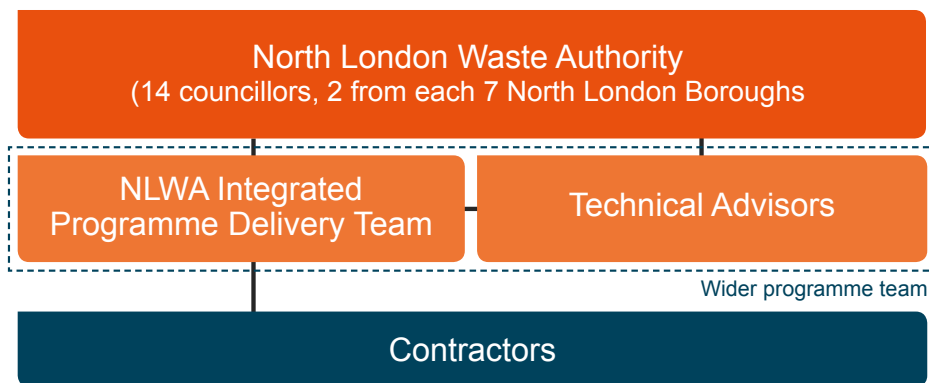 North London Waste Authority
(14 councillors, 2 from each 7 North London Boroughs
NLWA Integrated
Programme Delivery Team
Technical Advisors
Wider programme team
Contractors